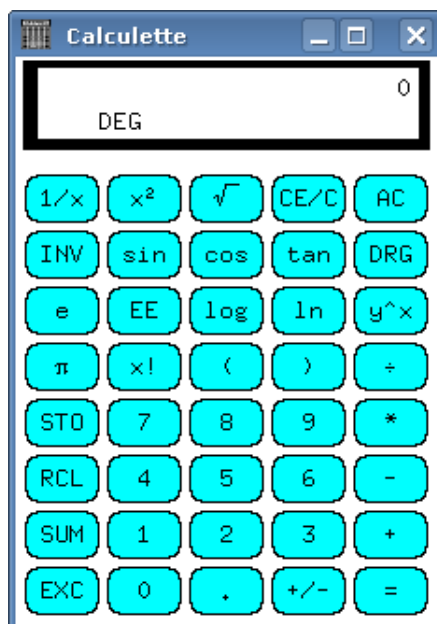 Calculette
0
DEG
1/x x² √ CE/C AC
INV sin cos tan DRG
e EE log ln y^x
π x! ( ) ÷
STO 7 8 9 *
RCL 4 5 6 -
SUM 1 2 3 +
EXC 0 . +/- =